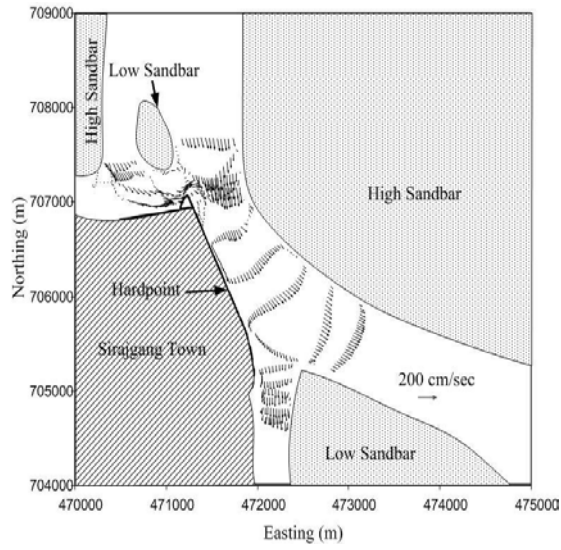 709000
Low Sandbar
High Sandbar
708000
707000
High Sandbar
Northing (m)
706000
Hardpoint
Sirajgang Town
705000
200 cm/sec
Low Sandbar
704000
470000 471000 472000 473000 474000 475000
Easting (m)